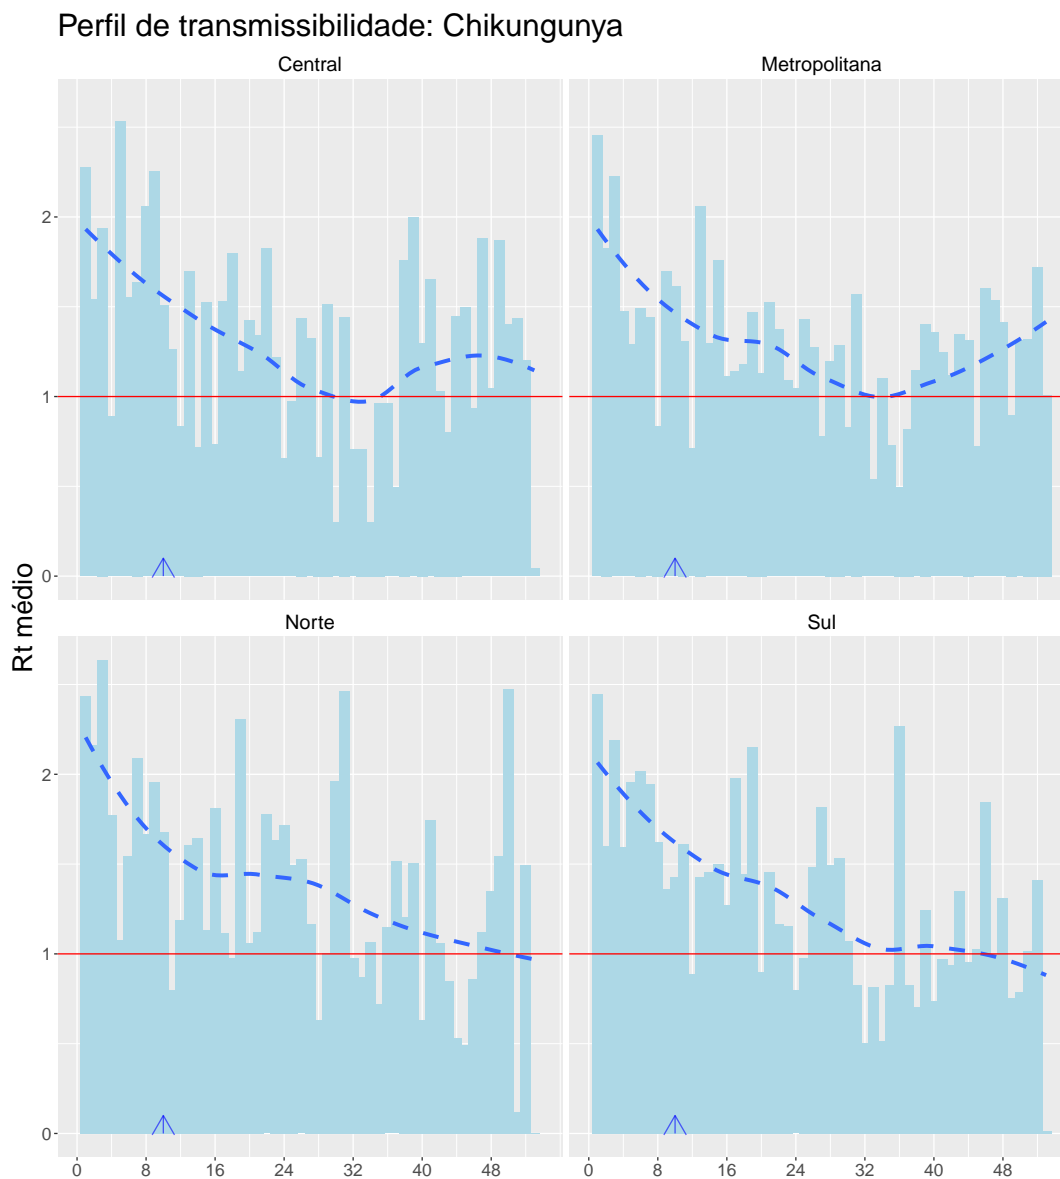 Perfil de transmissibilidade: Chikungunya
Central
Metropolitana
2
1
0
Rt médio
Norte
Sul
2
1
0
0 8 16 24 32 40 48
0 8 16 24 32 40 48